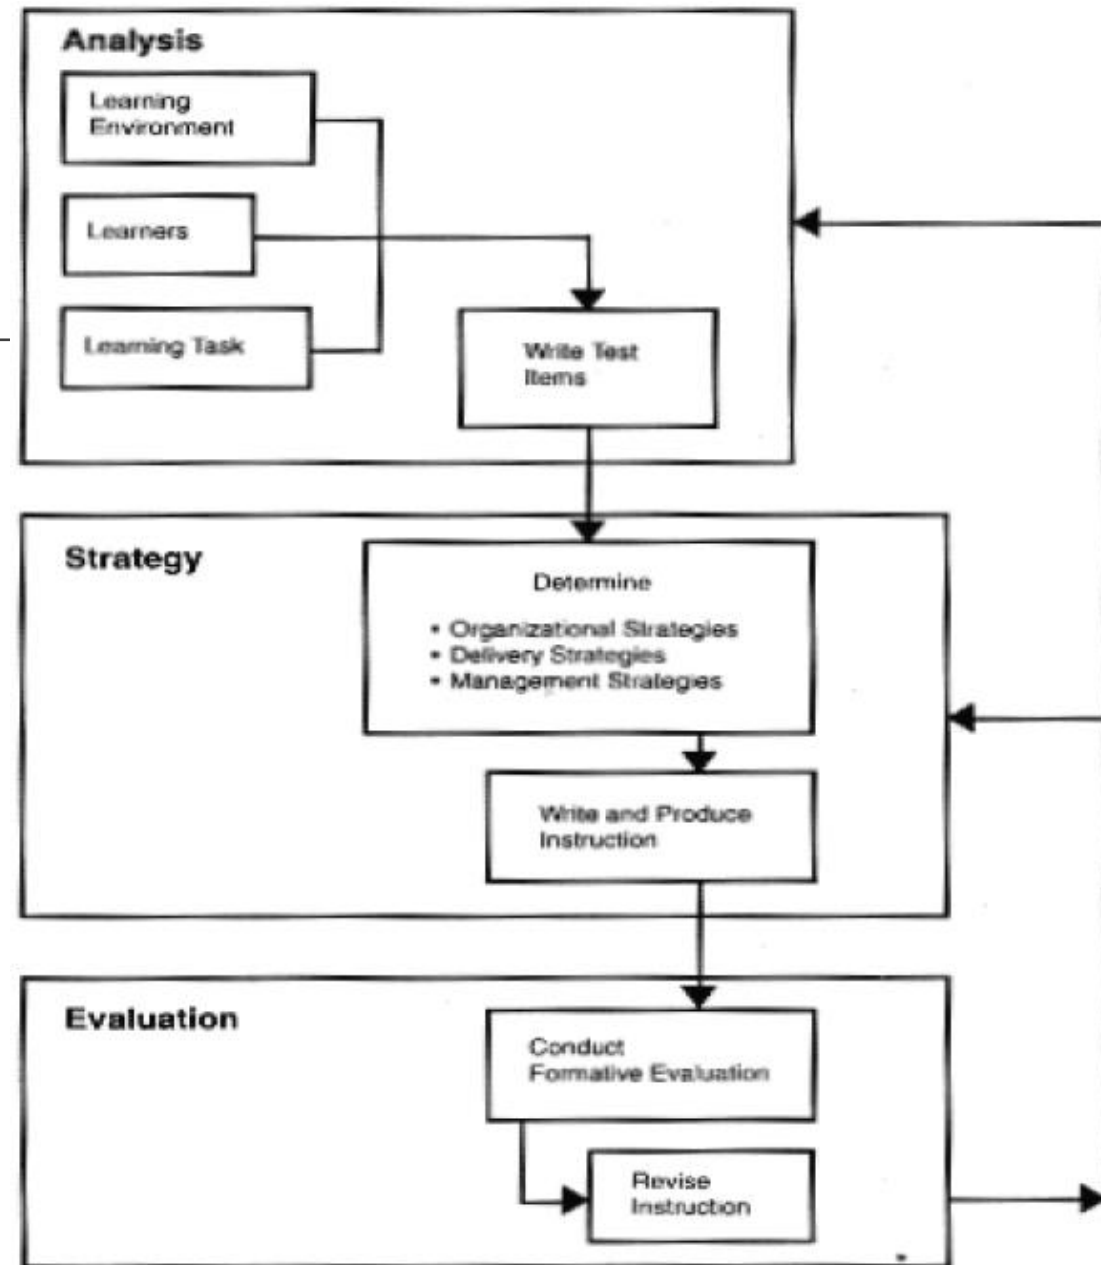 Analysis
Learning
Environment
Learners
Learning Task
Write Test
Items
Strategy
Determine
• Organizational Strategies
• Delivery Strategies
• Management Strategies
Write and Produce
Instruction
Evaluation
Conduct
Formative Evaluation
Revise
Instruction